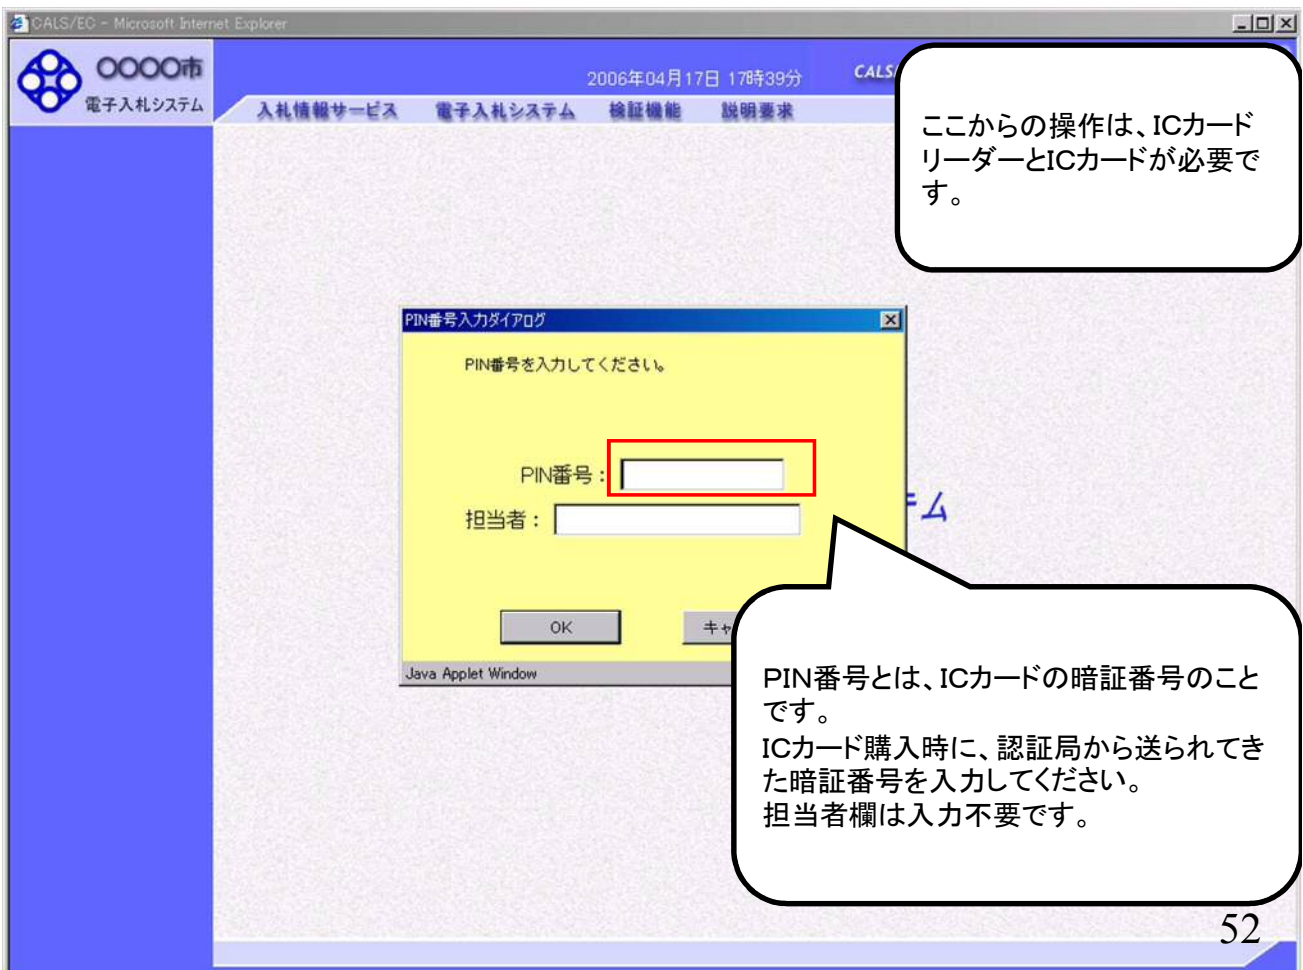 CALS/EC - Microsoft Internet Explorer
〇〇〇〇市
電子入札システム
2006年04月17日 17時39分
CALS/
入札情報サービス 電子入札システム 検証機能 説明要求
ここからの操作は、ICカード
リーダーとICカードが必要で
す。
PIN番号入力ダイアログ
PIN番号を入力してください。
PIN番号：
担当者：
テム
OK キャ
Java Applet Window
PIN番号とは、ICカードの暗証番号のこと
です。
ICカード購入時に、認証局から送られてき
た暗証番号を入力してください。
担当者欄は入力不要です。
52